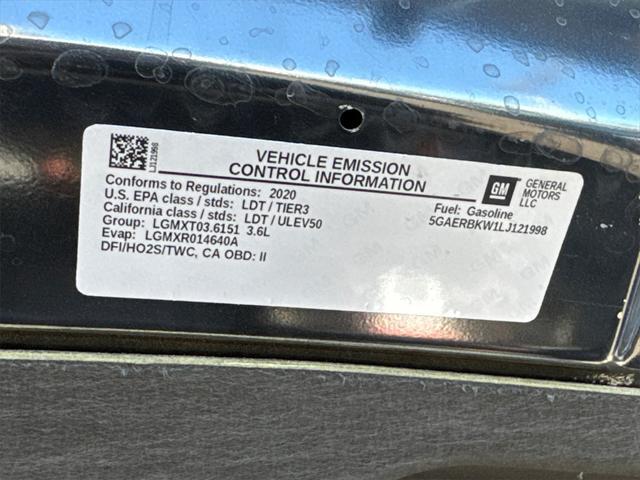 LJ121998
VEHICLE EMISSION
CONTROL INFORMATION
Conforms to Regulations: 2020
U.S. EPA class / stds: LDT / TIER3
California class / stds: LDT / ULEV50
Group: LGMXT03.6151 3.6L
Evap: LGMXR014640A
DFI/HO2S/TWC, CA OBD: II
GM
GENERAL
MOTORS
LLC
Fuel: Gasoline
5GAERBKW1LJ121998